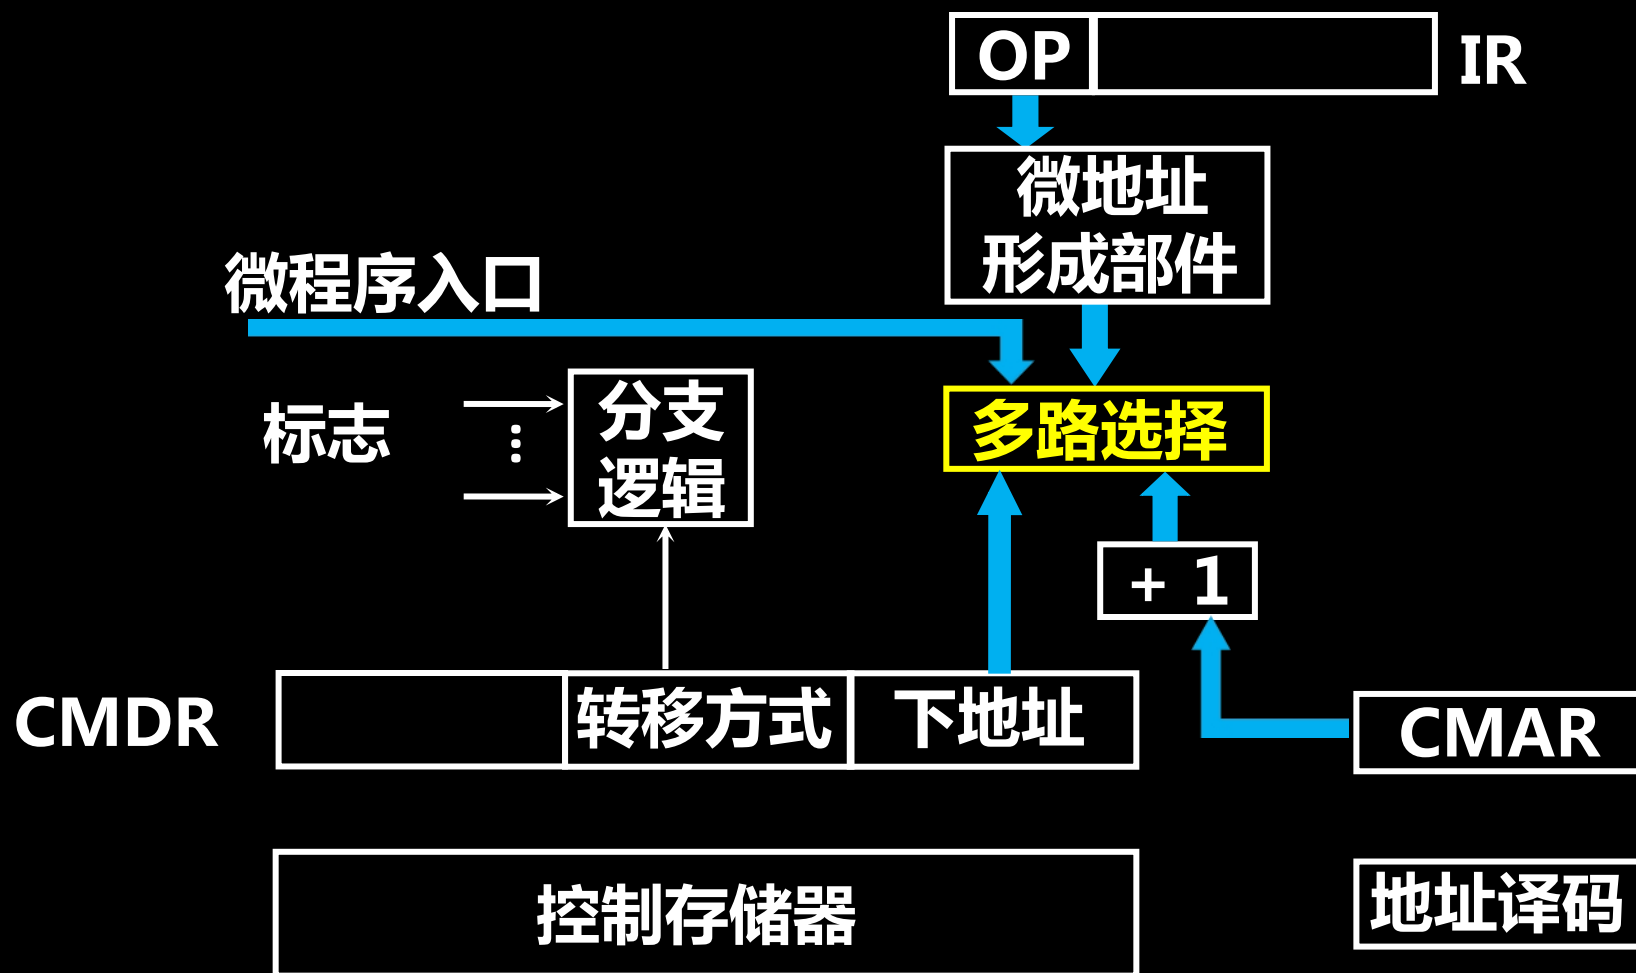 OP
IR
微地址
形成部件
微程序入口
标志
分支
逻辑
多路选择
+ 1
CMDR
转移方式
下地址
CMAR
控制存储器
地址译码